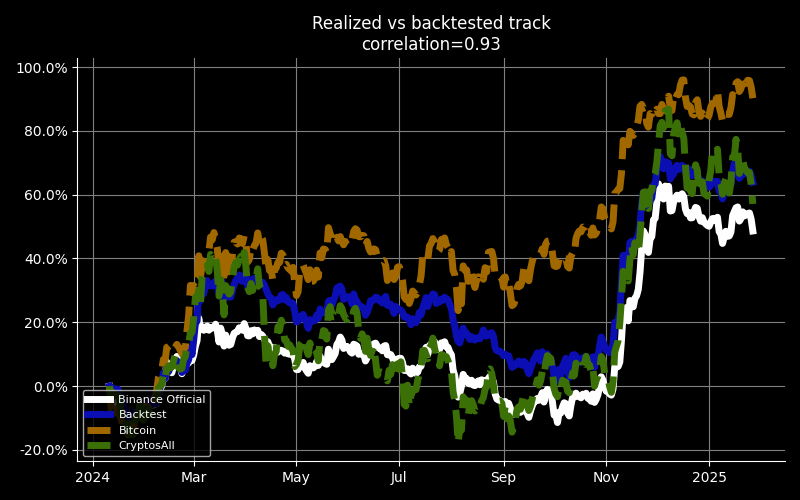 Realized vs backtested track
correlation=0.93
100.0%
80.0%
60.0%
40.0%
20.0%
0.0%
-20.0%
Binance Official
Backtest
Bitcoin
CryptosAll
2024
Mar
May
Jul
Sep
Nov
2025